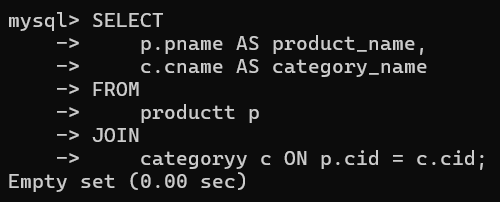 mysql> SELECT
    ->     p.pname AS product_name,
    ->     c.cname AS category_name
    -> FROM
    ->     productt p
    -> JOIN
    ->     categoryy c ON p.cid = c.cid;
Empty set (0.00 sec)